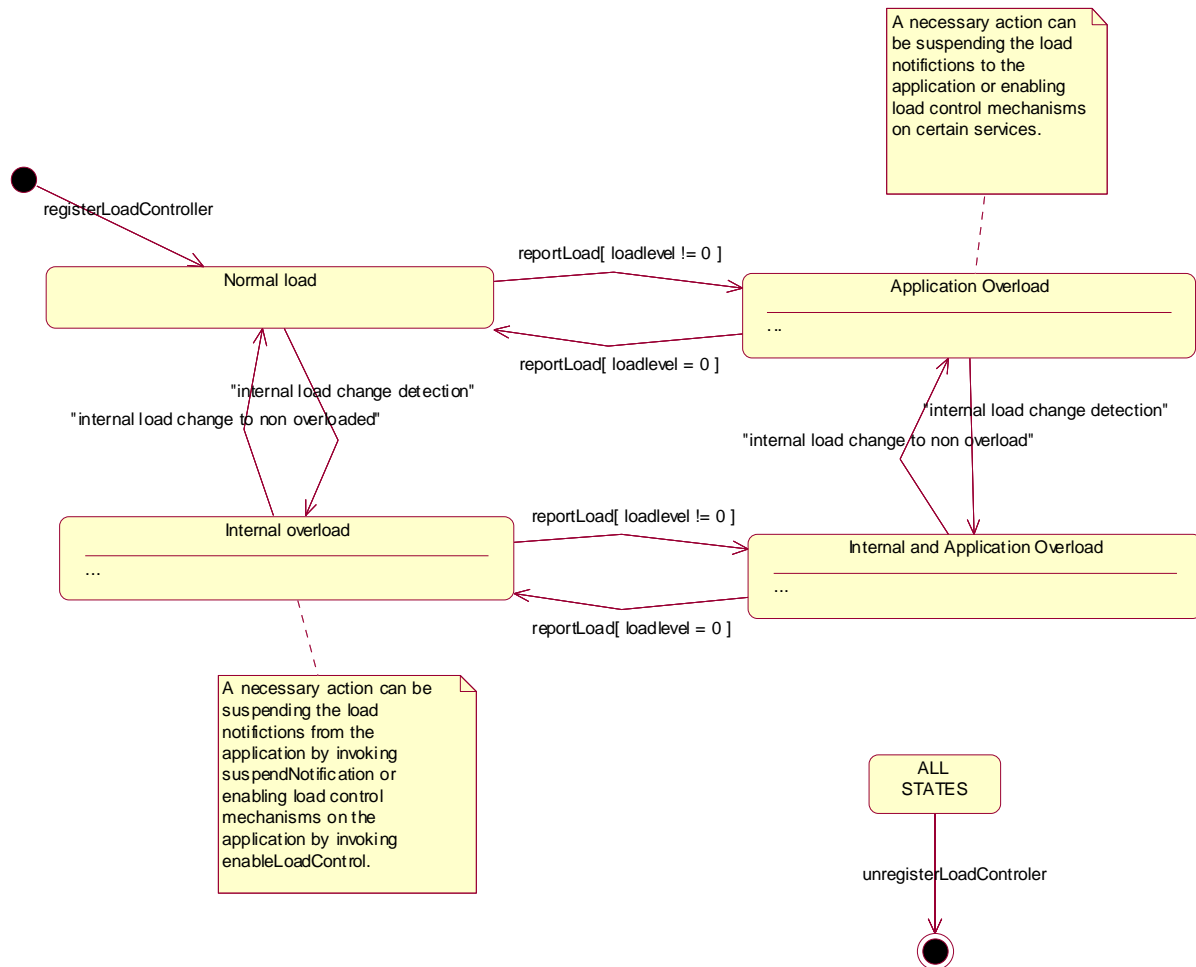 A necessary action can
be suspending the load
notifictions to the
application or enabling
load control mechanisms
on certain services.
registerLoadController
reportLoad[ loadlevel != 0 ]
Normal load
Application Overload
...
reportLoad[ loadlevel = 0 ]
"internal load change detection"
"internal load change to non overloaded"
"internal load change detection"
"internal load change to non overload"
reportLoad[ loadlevel != 0 ]
Internal overload
...
Internal and Application Overload
...
reportLoad[ loadlevel = 0 ]
A necessary action can be
suspending the load
notifictions from the
application by invoking
suspendNotification or
enabling load control
mechanisms on the
application by invoking
enableLoadControl.
ALL
STATES
unregisterLoadControler